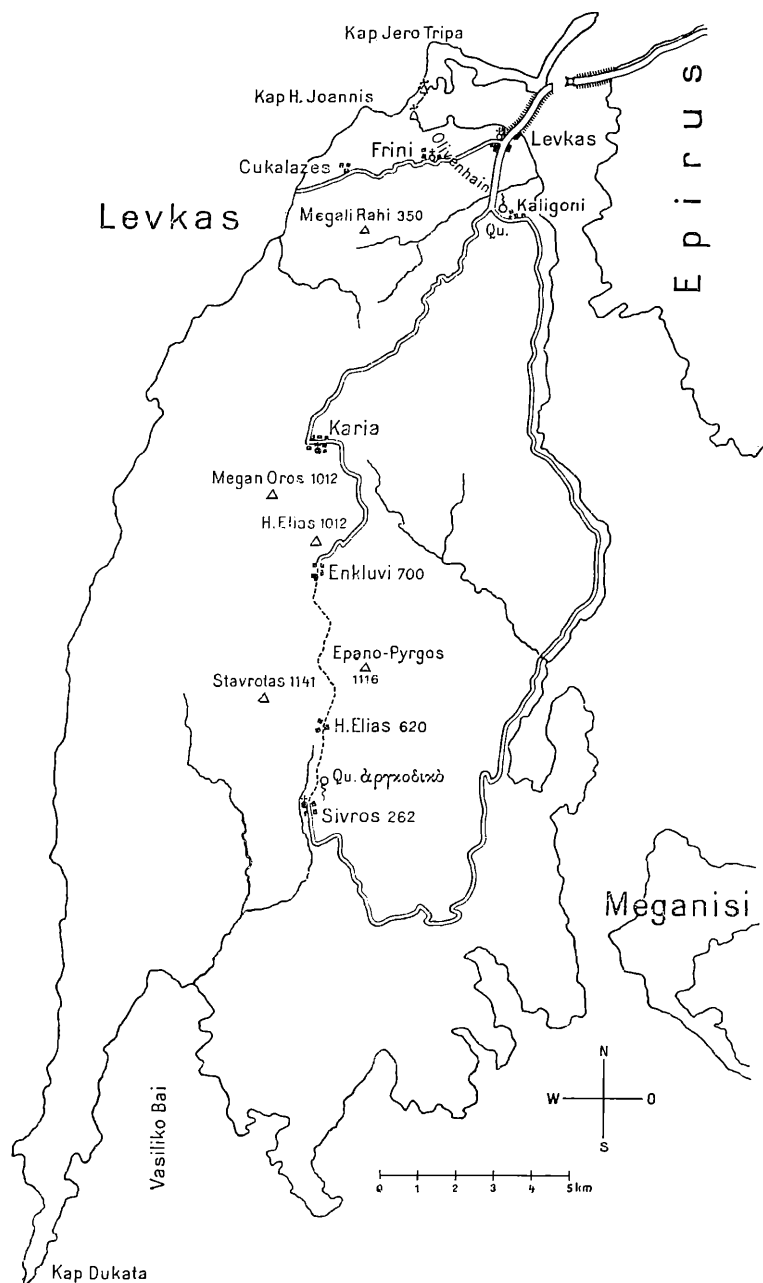 Kap Jero Tripa
Kap H. Joannis
Epirus
Levkas
Frini
Olivenhain
Cukalazes
Levkas
Kaligoni
Megali Rahi 350
Qu.
Karia
Megan Oros 1012
H. Elias 1012
Enkluvi 700
Epano-Pyrgos
1116
Stavrotas 1141
H. Elias 620
Qu. ἀργκοδικὸ
Sivros 262
Meganisi
N
W O
S
Vasiliko Bai
0 1 2 3 4 5 km
Kap Dukata